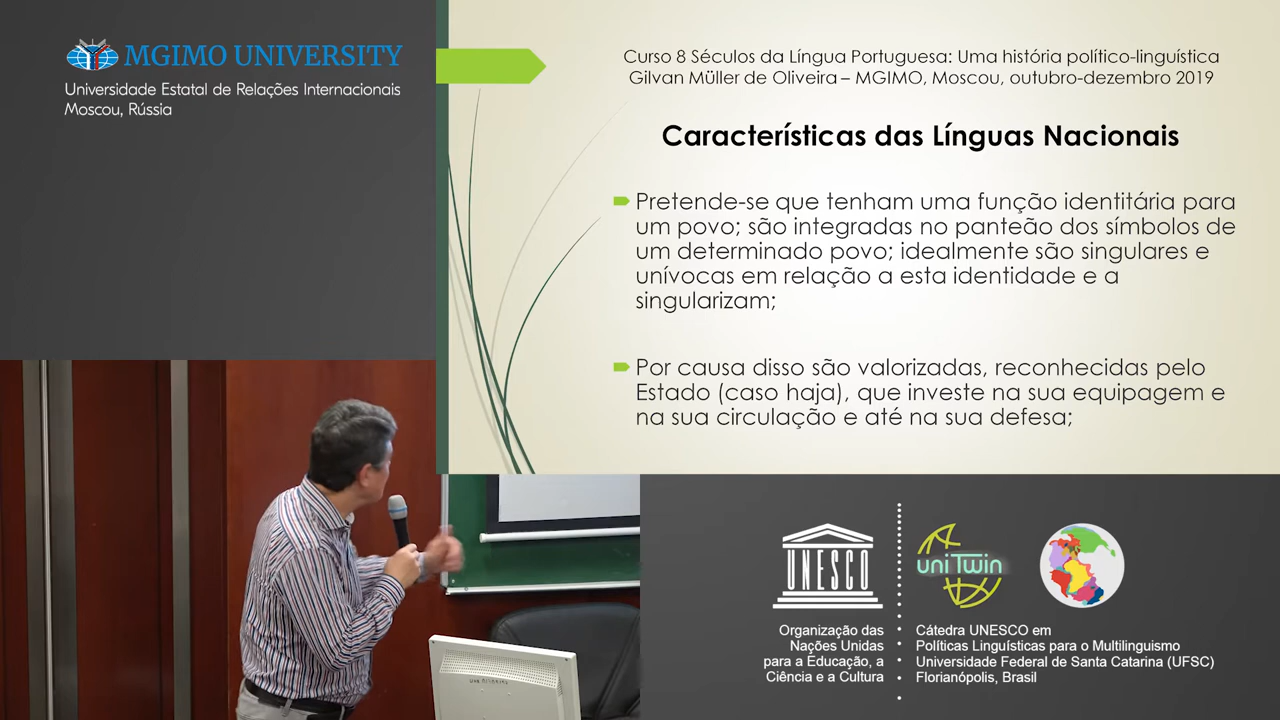 MGIMO UNIVERSITY
Universidade Estatal de Relações Internacionais
Moscou, Rússia
Curso 8 Séculos da Língua Portuguesa: Uma história político-linguística
Gilvan Müller de Oliveira – MGIMO, Moscou, outubro-dezembro 2019
Características das Línguas Nacionais
Pretende-se que tenham uma função identitária para
um povo; são integradas no panteão dos símbolos de
um determinado povo; idealmente são singulares e
unívocas em relação a esta identidade e a
singularizam;
Por causa disso são valorizadas, reconhecidas pelo
Estado (caso haja), que investe na sua equipagem e
na sua circulação e até na sua defesa;
UNESCO
Organização das
Nações Unidas
para a Educação, a
Ciência e a Cultura
uniTwin
Cátedra UNESCO em
Políticas Linguísticas para o Multilinguismo
Universidade Federal de Santa Catarina (UFSC)
Florianópolis, Brasil